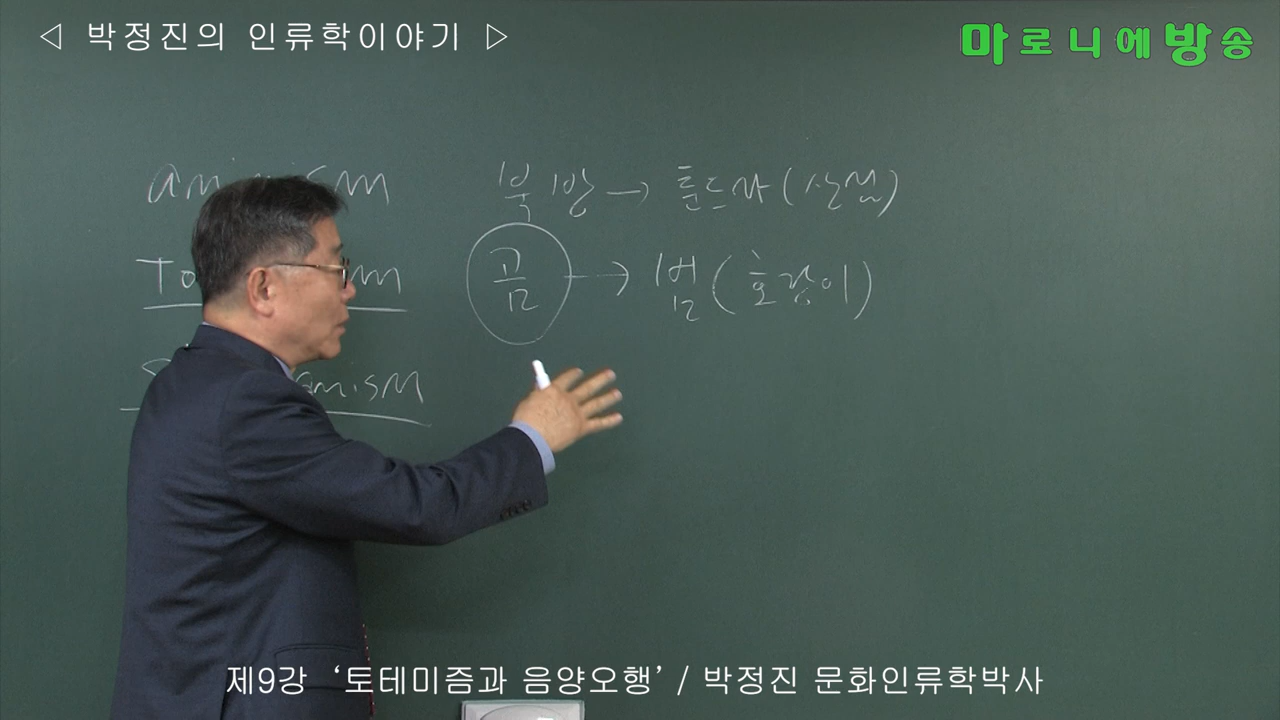 ◁ 박정진의 인류학이야기 ▷
마로니에방송
북방 → 툰드라 (산신)
곰 → 범 (호랑이)
제9강 ‘토테미즘과 음양오행’ / 박정진 문화인류학박사